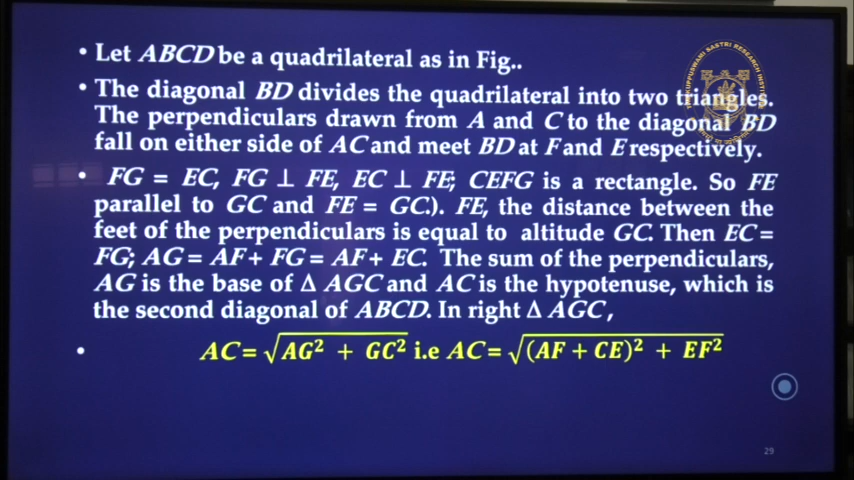 • Let ABCD be a quadrilateral as in Fig..
• The diagonal BD divides the quadrilateral into two triangles.
The perpendiculars drawn from A and C to the diagonal BD
fall on either side of AC and meet BD at F and E respectively.
• FG = EC, FG ⊥ FE, EC ⊥ FE; CEFG is a rectangle. So FE
parallel to GC and FE = GC). FE, the distance between the
feet of the perpendiculars is equal to altitude GC. Then EC =
FG; AG = AF + FG = AF + EC. The sum of the perpendiculars,
AG is the base of Δ AGC and AC is the hypotenuse, which is
the second diagonal of ABCD. In right Δ AGC,
• AC = √(AG² + GC²) i.e AC = √((AF + CE)² + EF²)
29